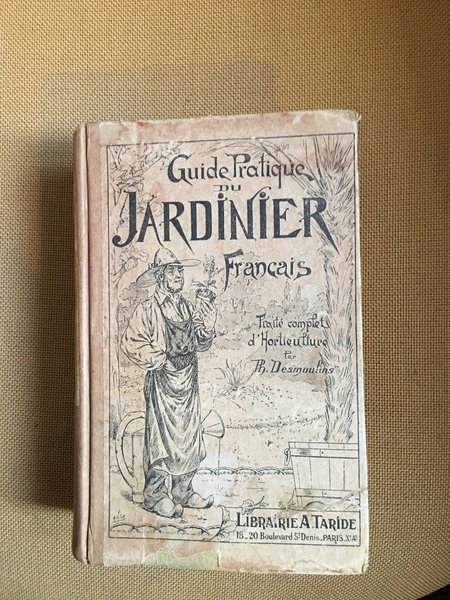 Guide Pratique
DU
JARDINIER
Français
Traité complet
d'Horticulture
par
Ph. Desmoulins
LIBRAIRIE A. TARIDE
18-20 Boulevard St Denis-PARIS. X(A)